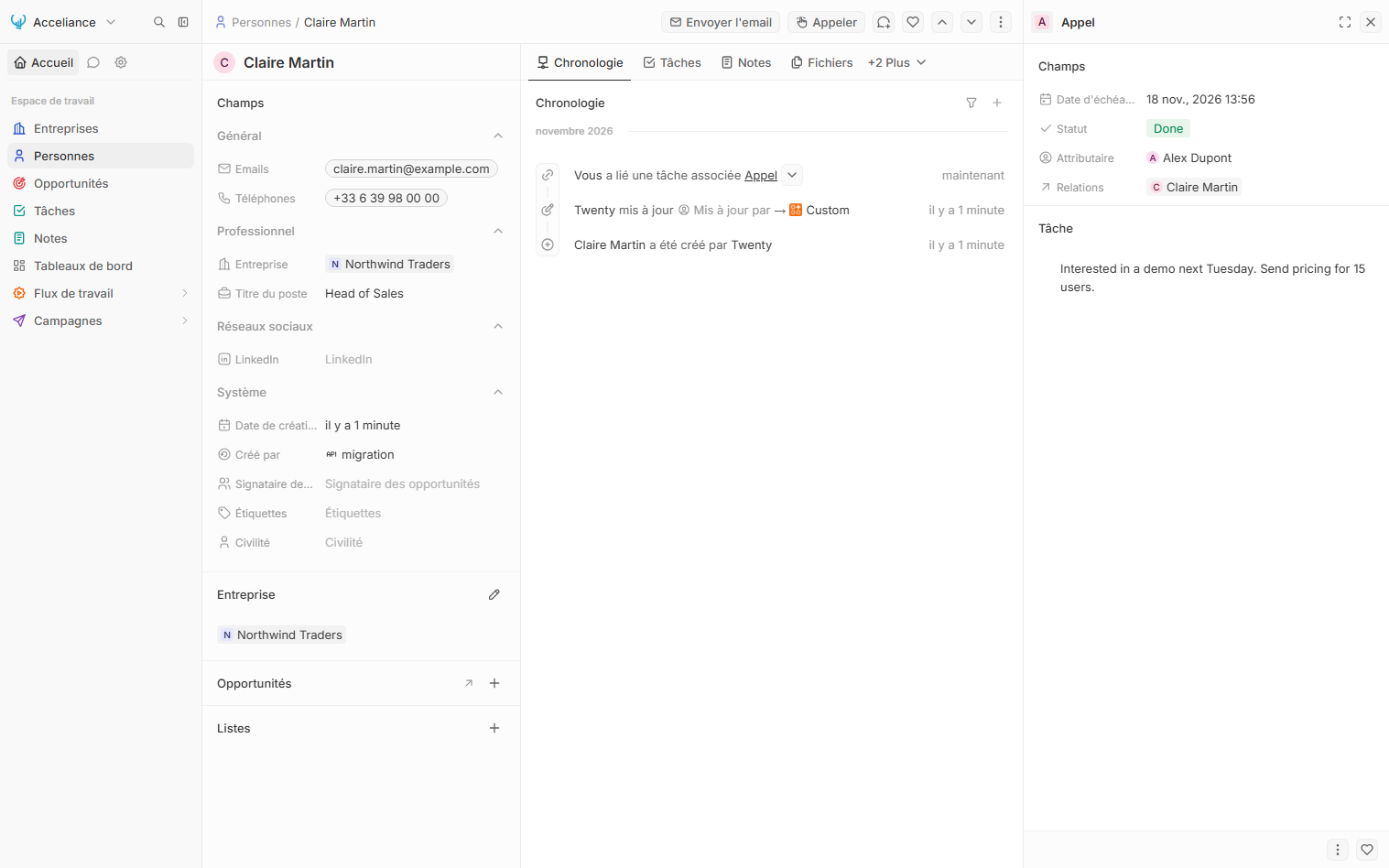 Acceliance
Accueil
Espace de travail
Entreprises
Personnes
Opportunités
Tâches
Notes
Tableaux de bord
Flux de travail
Campagnes
Personnes / Claire Martin
Envoyer l'email
Appeler
C Claire Martin
Champs
Général
Emails claire.martin@example.com
Téléphones +33 6 39 98 00 00
Professionnel
Entreprise N Northwind Traders
Titre du poste Head of Sales
Réseaux sociaux
in LinkedIn LinkedIn
Système
Date de créati... il y a 1 minute
Créé par API migration
Signataire de... Signataire des opportunités
Étiquettes Étiquettes
Civilité Civilité
Entreprise
N Northwind Traders
Opportunités
Listes
Chronologie Tâches Notes Fichiers +2 Plus
Chronologie
novembre 2026
Vous a lié une tâche associée Appel maintenant
Twenty mis à jour Mis à jour par → Custom il y a 1 minute
Claire Martin a été créé par Twenty il y a 1 minute
A Appel
Champs
Date d'échéa... 18 nov., 2026 13:56
Statut Done
Attributaire A Alex Dupont
Relations C Claire Martin
Tâche
Interested in a demo next Tuesday. Send pricing for 15
users.